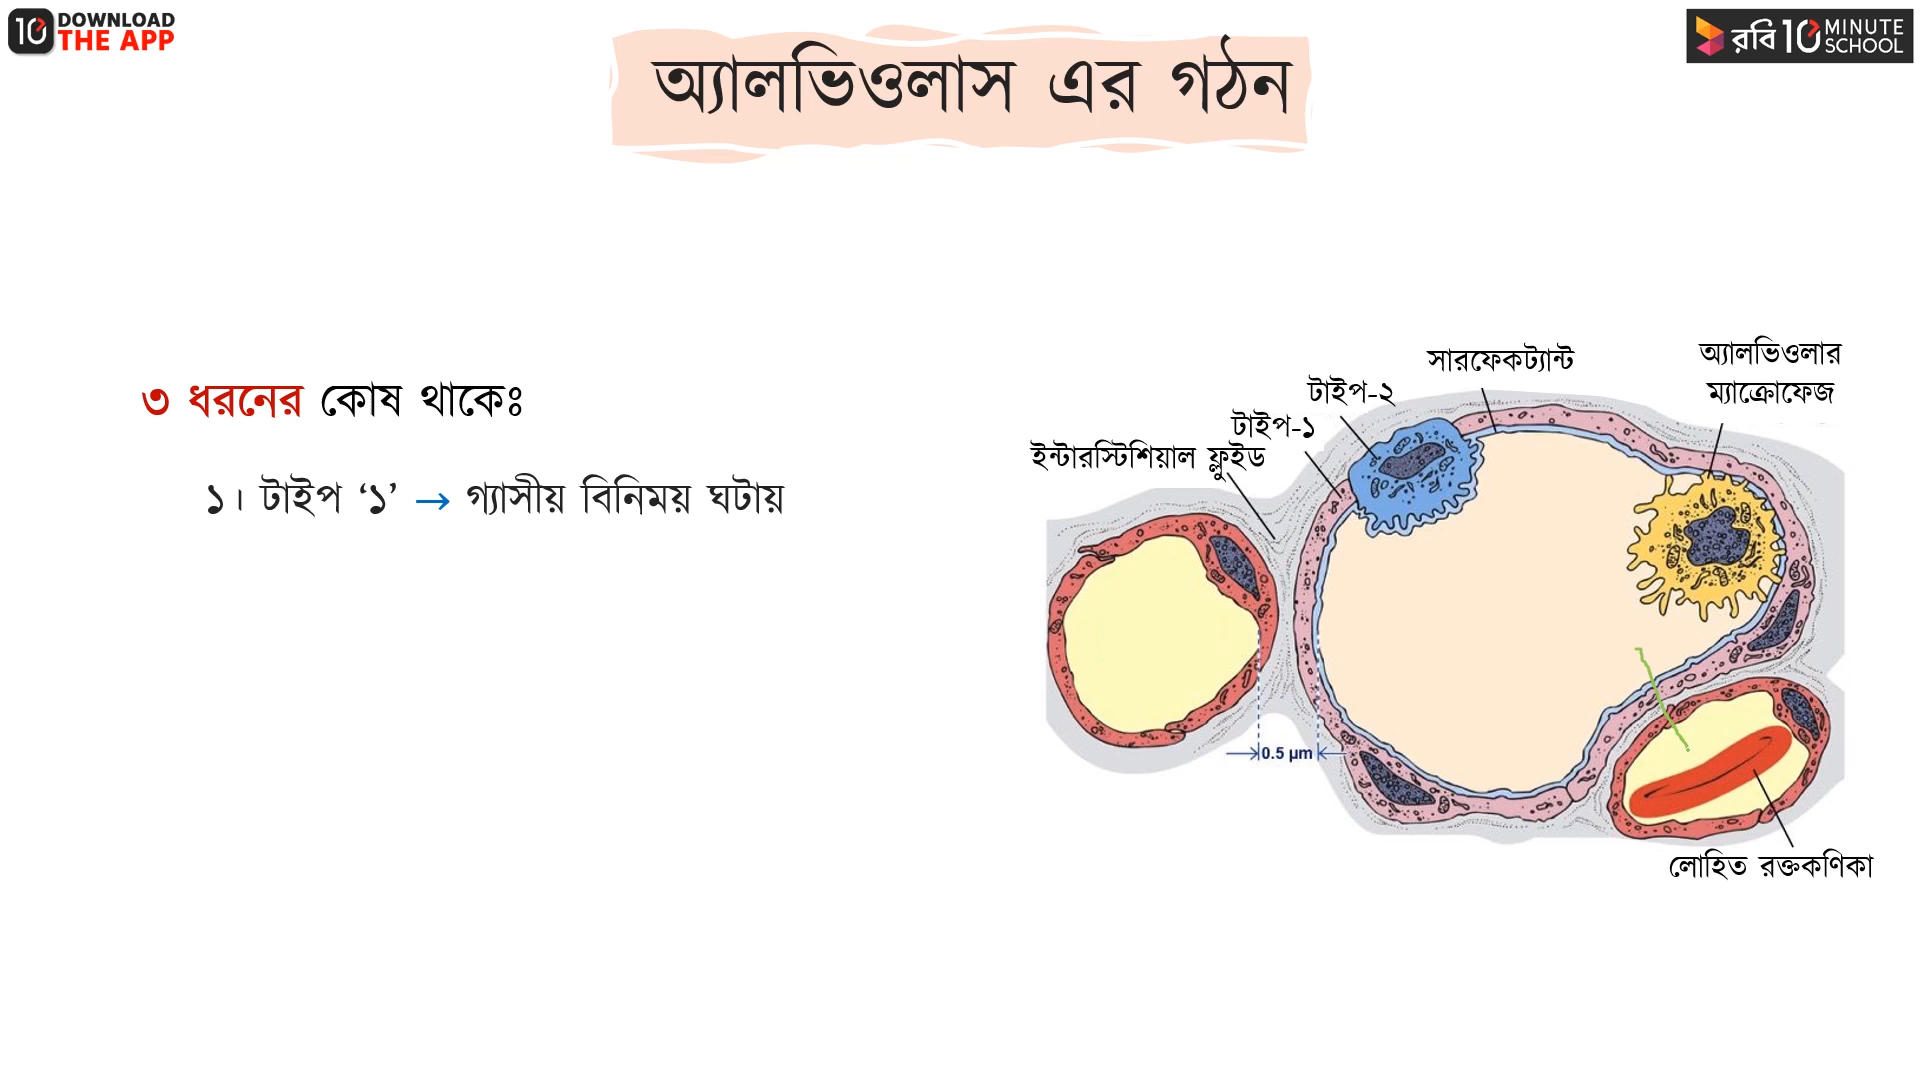 10 DOWNLOAD THE APP
রবি 10 MINUTE SCHOOL
অ্যালভিওলাস এর গঠন
৩ ধরনের কোষ থাকেঃ
১। টাইপ ‘১’ → গ্যাসীয় বিনিময় ঘটায়
সারফেকট্যান্ট
অ্যালভিওলার
ম্যাক্রোফেজ
টাইপ-২
টাইপ-১
ইন্টারস্টিশিয়াল ফ্লুইড
0.5 µm
লোহিত রক্তকণিকা